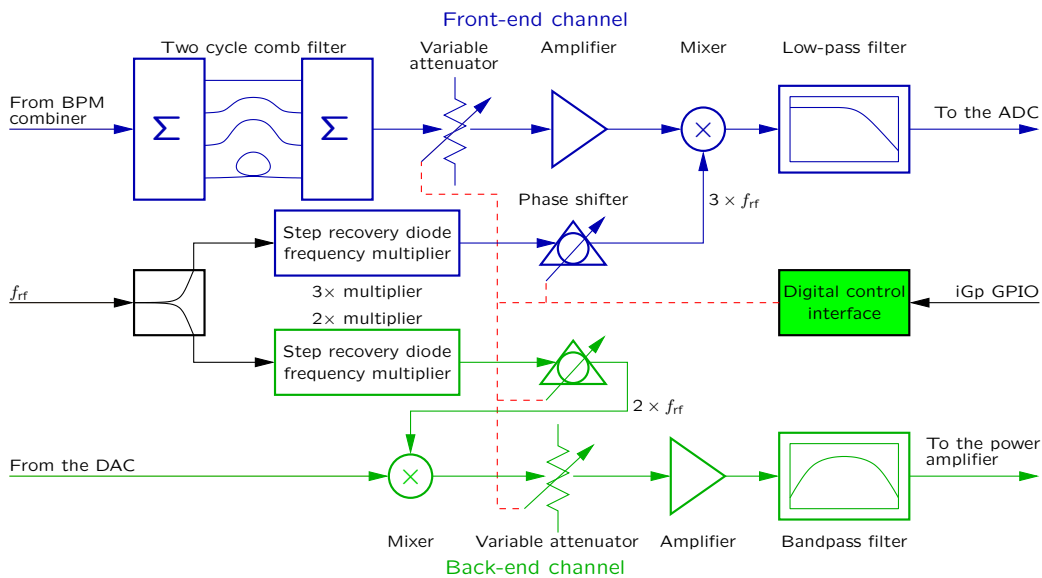 Front-end channel
Two cycle comb filter
Variable
attenuator
Amplifier
Mixer
Low-pass filter
From BPM
combiner
Σ
Σ
×
To the ADC
Phase shifter
3 × f_rf
Step recovery diode
frequency multiplier
f_rf
3× multiplier
2× multiplier
Digital control
interface
iGp GPIO
Step recovery diode
frequency multiplier
2 × f_rf
From the DAC
×
To the power
amplifier
Mixer
Variable attenuator
Amplifier
Bandpass filter
Back-end channel